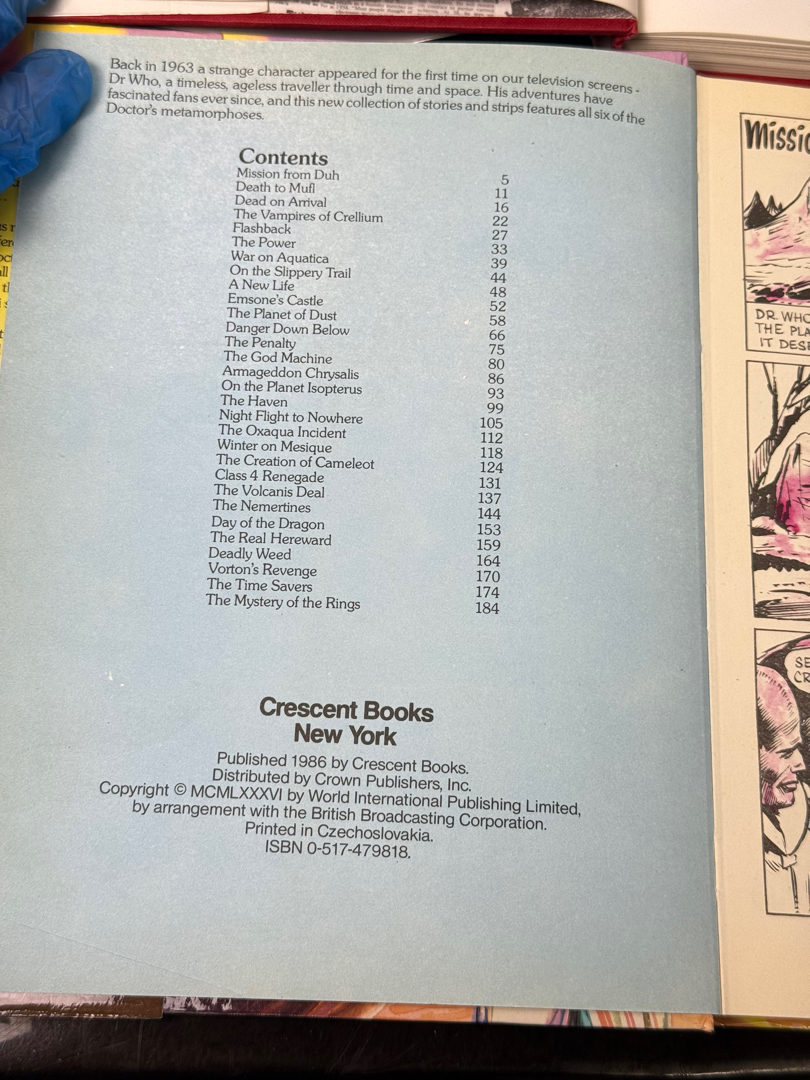 Back in 1963 a strange character appeared for the first time on our television screens -
Dr Who, a timeless, ageless traveller through time and space. His adventures have
fascinated fans ever since, and this new collection of stories and strips features all six of the
Doctor's metamorphoses.
Contents
Mission from Duh 5
Death to Mufl 11
Dead on Arrival 16
The Vampires of Crellium 22
Flashback 27
The Power 33
War on Aquatica 39
On the Slippery Trail 44
A New Life 48
Emsone's Castle 52
The Planet of Dust 58
Danger Down Below 66
The Penalty 75
The God Machine 80
Armageddon Chrysalis 86
On the Planet Isopterus 93
The Haven 99
Night Flight to Nowhere 105
The Oxaqua Incident 112
Winter on Mesique 118
The Creation of Cameleot 124
Class 4 Renegade 131
The Volcanis Deal 137
The Nemertines 144
Day of the Dragon 153
The Real Hereward 159
Deadly Weed 164
Vorton's Revenge 170
The Time Savers 174
The Mystery of the Rings 184
Crescent Books
New York
Published 1986 by Crescent Books.
Distributed by Crown Publishers, Inc.
Copyright © MCMLXXXVI by World International Publishing Limited,
by arrangement with the British Broadcasting Corporation.
Printed in Czechoslovakia.
ISBN 0-517-479818.
DR. WHO
THE
IT